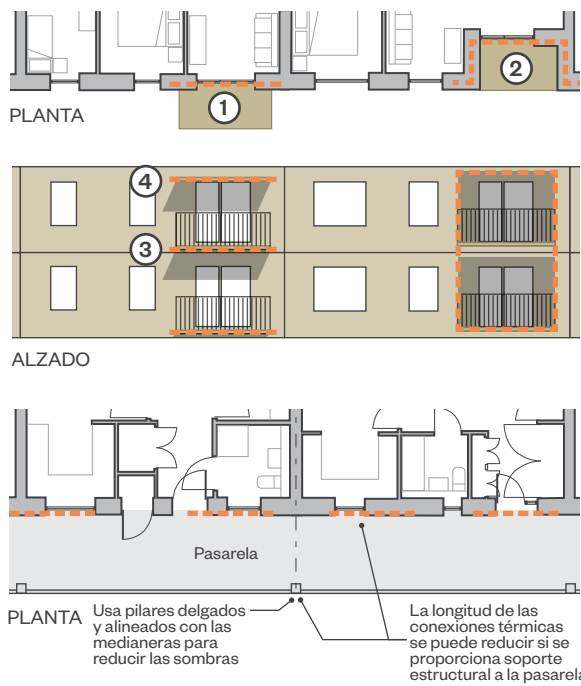 1
2
PLANTA
4
3
ALZADO
Pasarela
PLANTA
Usa pilares delgados
y alineados con las
medianeras para
reducir las sombras
La longitud de las
conexiones térmicas
se puede reducir si se
proporciona soporte
estructural a la pasarela